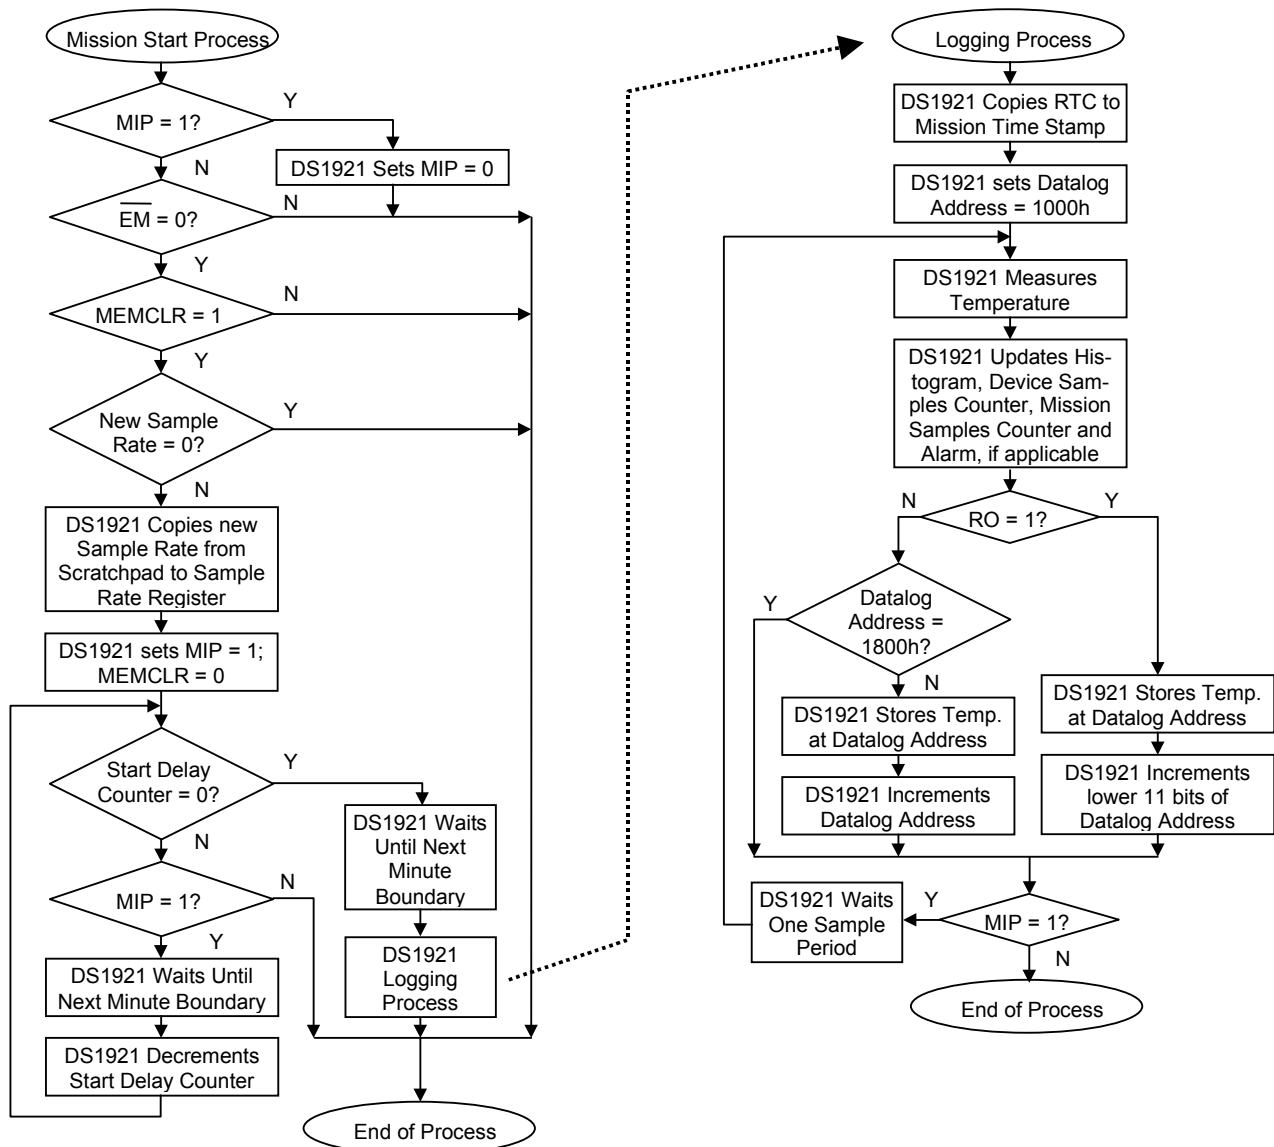 Mission Start Process
Y
MIP = 1?
N
DS1921 Sets MIP = 0
N
EM = 0?
Y
N
MEMCLR = 1
Y
New Sample
Rate = 0?
Y
N
DS1921 Copies new
Sample Rate from
Scratchpad to Sample
Rate Register
DS1921 sets MIP = 1;
MEMCLR = 0
Start Delay
Counter = 0?
Y
N
DS1921 Waits
Until Next
Minute
Boundary
MIP = 1?
N
Y
DS1921 Waits Until
Next Minute Boundary
DS1921
Logging
Process
DS1921 Decrements
Start Delay Counter
End of Process
Logging Process
DS1921 Copies RTC to
Mission Time Stamp
DS1921 sets Datalog
Address = 1000h
DS1921 Measures
Temperature
DS1921 Updates His-
togram, Device Sam-
ples Counter, Mission
Samples Counter and
Alarm, if applicable
N
Y
RO = 1?
Y
Datalog
Address =
1800h?
N
DS1921 Stores Temp.
at Datalog Address
DS1921 Increments
Datalog Address
DS1921 Stores Temp.
at Datalog Address
DS1921 Increments
lower 11 bits of
Datalog Address
DS1921 Waits
One Sample
Period
Y
MIP = 1?
N
End of Process